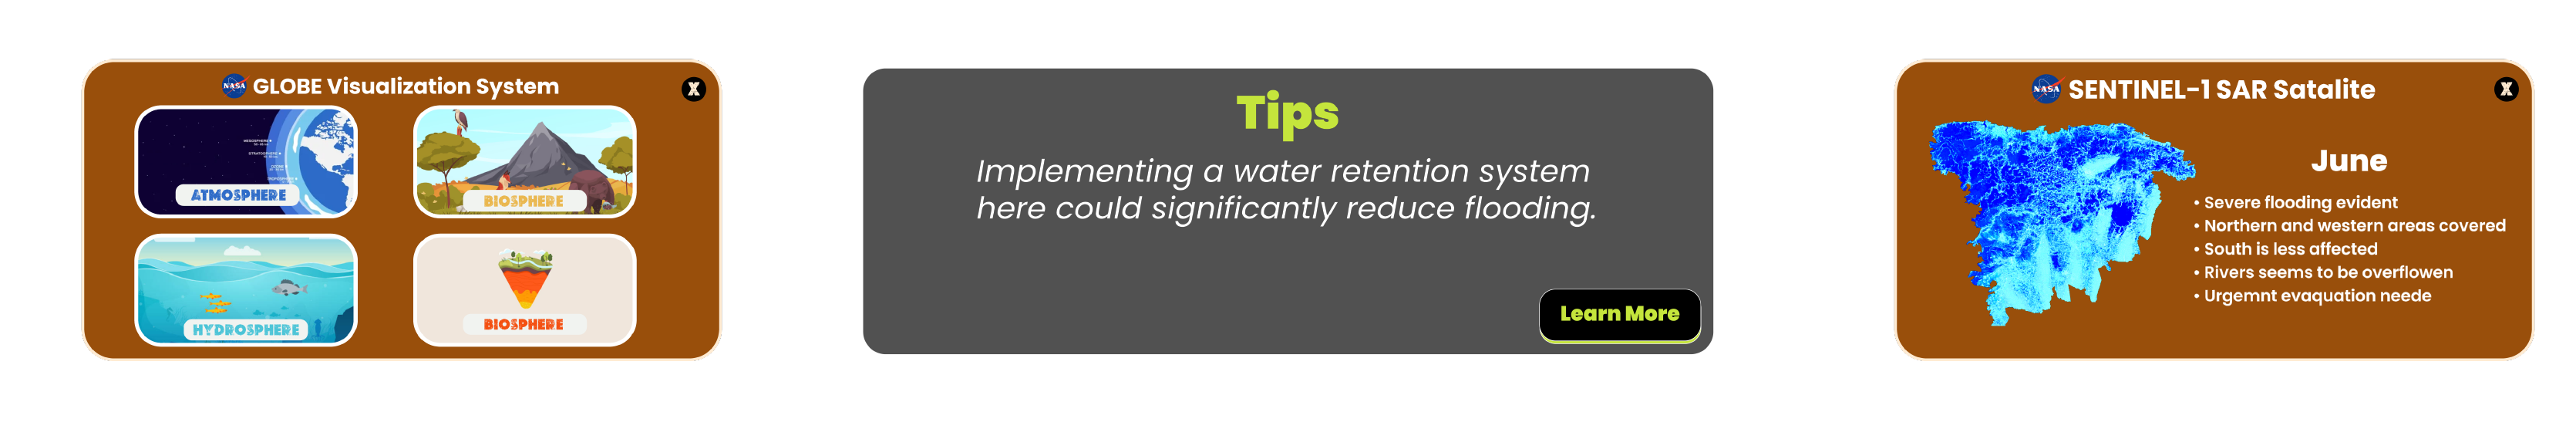 NASA GLOBE Visualization System
X
ATMOSPHERE
BIOSPHERE
HYDROSPHERE
BIOSPHERE
Tips
Implementing a water retention system
here could significantly reduce flooding.
Learn More
NASA SENTINEL-1 SAR Satalite
X
June
• Severe flooding evident
• Northern and western areas covered
• South is less affected
• Rivers seems to be overflowen
• Urgemnt evaquation neede